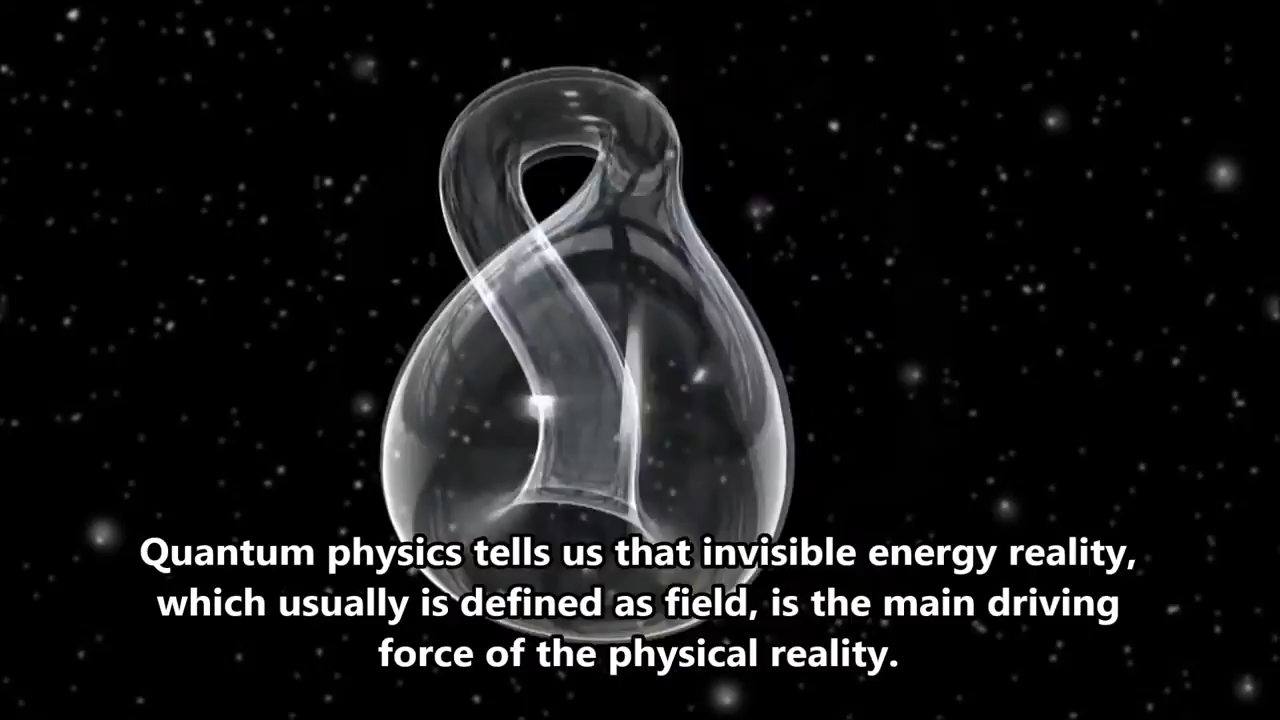 Quantum physics tells us that invisible energy reality,
which usually is defined as field, is the main driving
force of the physical reality.